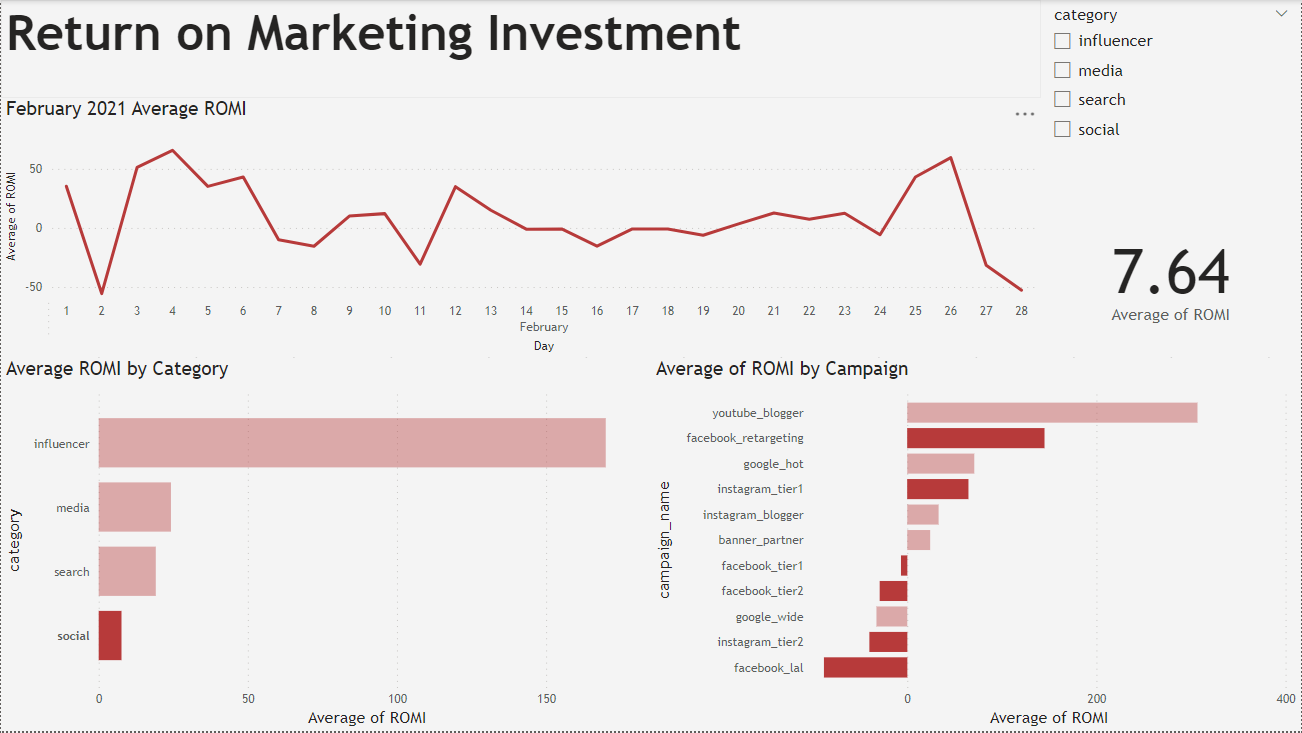 Return on Marketing Investment
category
influencer
media
search
social
February 2021 Average ROMI
Average of ROMI
50
0
-50
1 2 3 4 5 6 7 8 9 10 11 12 13 14 15 16 17 18 19 20 21 22 23 24 25 26 27 28
February
Day
7.64
Average of ROMI
Average ROMI by Category
category
influencer
media
search
social
0 50 100 150
Average of ROMI
Average of ROMI by Campaign
campaign_name
youtube_blogger
facebook_retargeting
google_hot
instagram_tier1
instagram_blogger
banner_partner
facebook_tier1
facebook_tier2
google_wide
instagram_tier2
facebook_lal
0 200 400
Average of ROMI